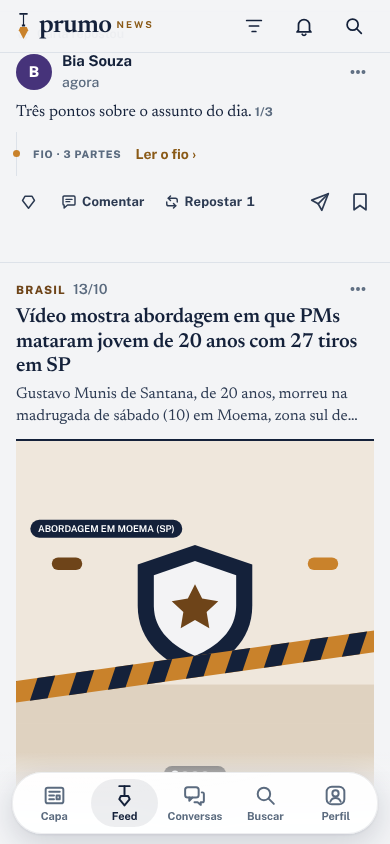 prumo NEWS
Bia Souza
agora
B
Três pontos sobre o assunto do dia. 1/3
FIO · 3 PARTES Ler o fio ›
Comentar Repostar 1
BRASIL 13/10
Vídeo mostra abordagem em que PMs
mataram jovem de 20 anos com 27 tiros
em SP
Gustavo Munis de Santana, de 20 anos, morreu na
madrugada de sábado (10) em Moema, zona sul de…
ABORDAGEM EM MOEMA (SP)
Capa Feed Conversas Buscar Perfil